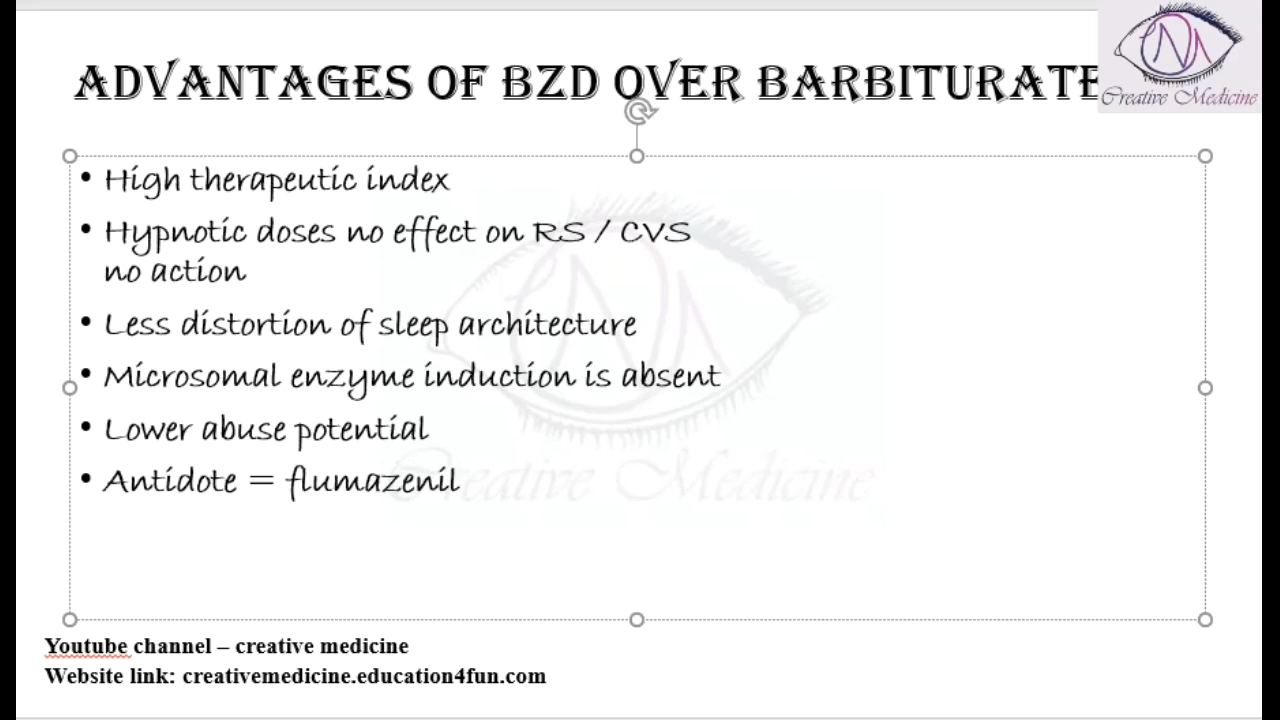 ADVANTAGES OF BZD OVER BARBITURATE
Creative Medicine
• High therapeutic index
• Hypnotic doses no effect on RS / CVS
no action
• Less distortion of sleep architecture
• Microsomal enzyme induction is absent
• Lower abuse potential
• Antidote = flumazenil
Creative Medicine
Youtube channel – creative medicine
Website link: creativemedicine.education4fun.com